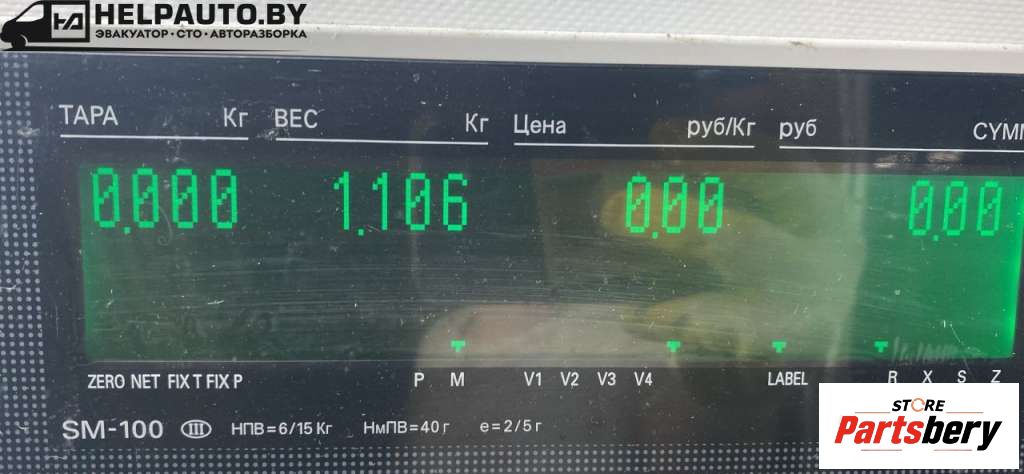 HELPAUTO.BY
ЭВАКУАТОР•СТО•АВТОРАЗБОРКА
ТАРА Кг ВЕС Кг Цена руб/Кг руб СУММ
0.000 1.106 0.00 0.00
ZERO NET FIX T FIX P P M V1 V2 V3 V4 LABEL R X S Z
SM-100 III НПВ=6/15 Кг НмПВ=40 г e=2/5 г
STORE
Partsbery